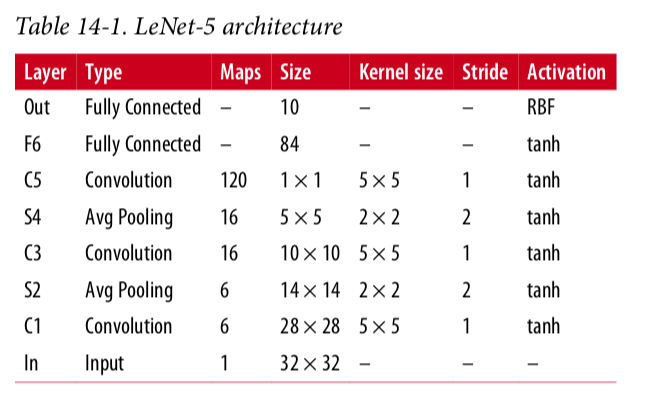 Table 14-1. LeNet-5 architecture
Layer Type Maps Size Kernel size Stride Activation
Out Fully Connected – 10 – – RBF
F6 Fully Connected – 84 – – tanh
C5 Convolution 120 1 × 1 5 × 5 1 tanh
S4 Avg Pooling 16 5 × 5 2 × 2 2 tanh
C3 Convolution 16 10 × 10 5 × 5 1 tanh
S2 Avg Pooling 6 14 × 14 2 × 2 2 tanh
C1 Convolution 6 28 × 28 5 × 5 1 tanh
In Input 1 32 × 32 – – –